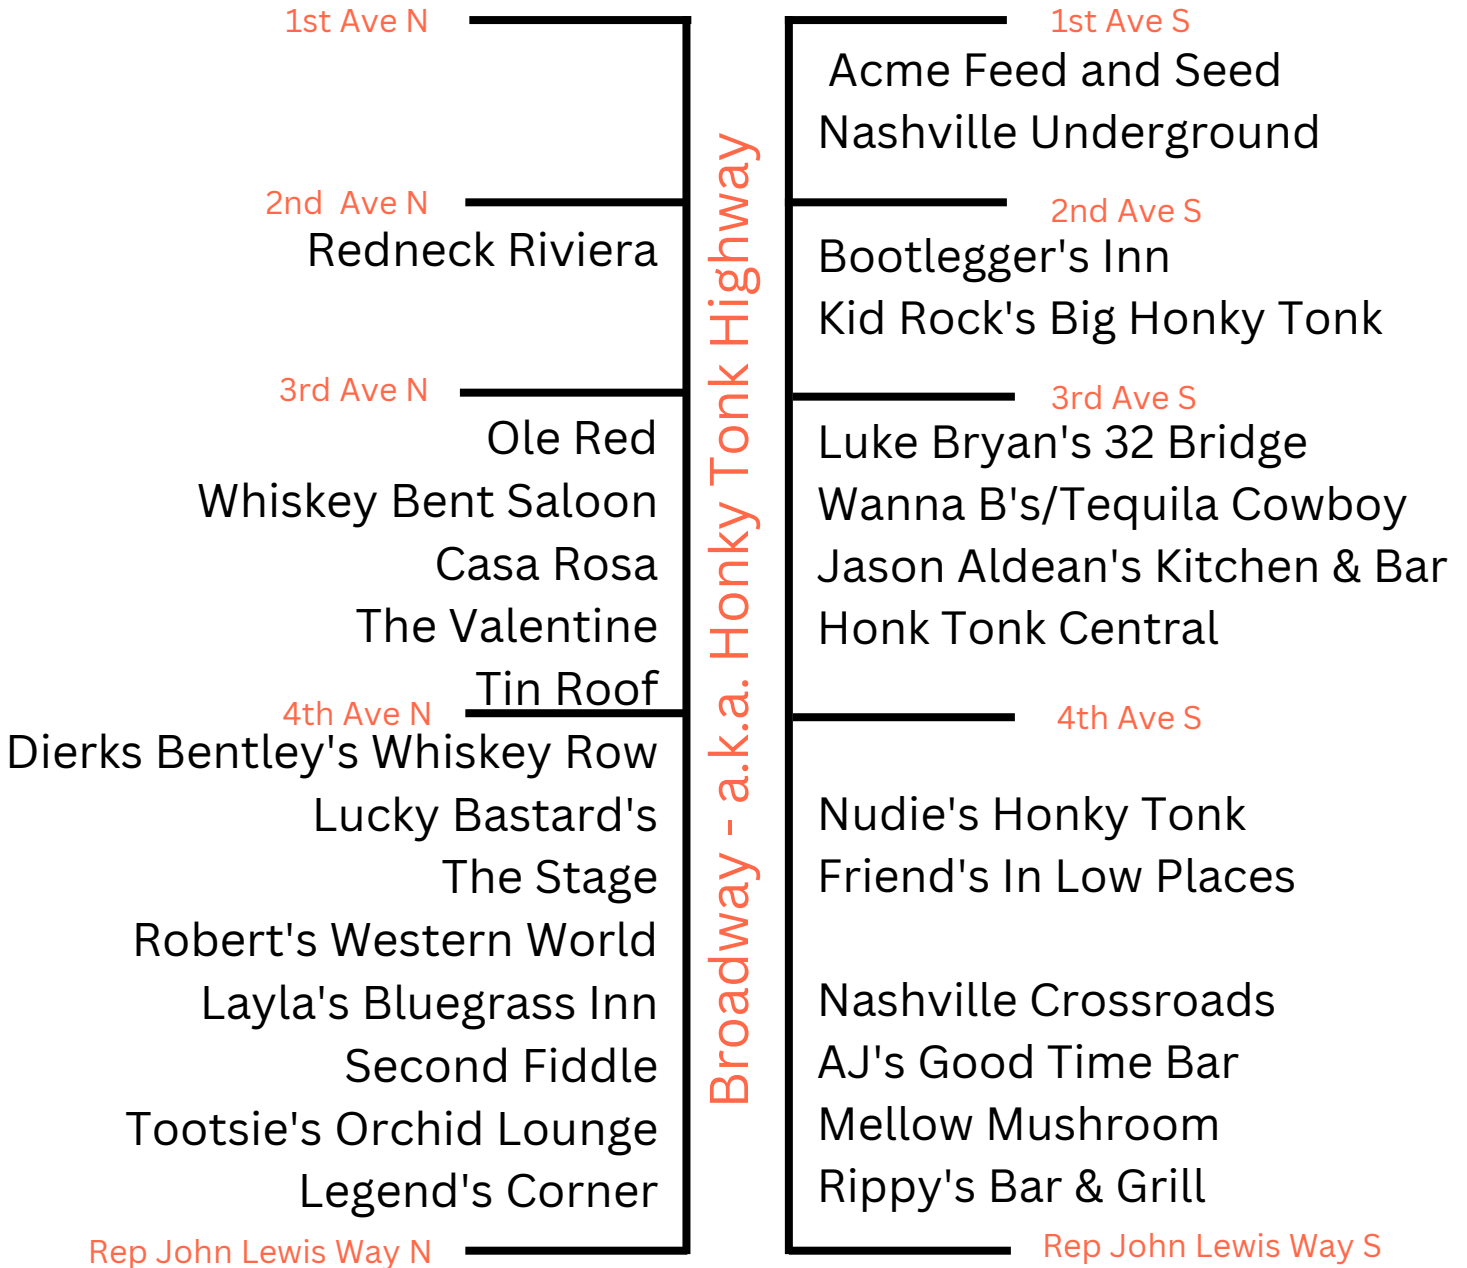 1st Ave N
2nd Ave N
Redneck Riviera
3rd Ave N
Ole Red
Whiskey Bent Saloon
Casa Rosa
The Valentine
Tin Roof
4th Ave N
Dierks Bentley's Whiskey Row
Lucky Bastard's
The Stage
Robert's Western World
Layla's Bluegrass Inn
Second Fiddle
Tootsie's Orchid Lounge
Legend's Corner
Rep John Lewis Way N
Broadway - a.k.a. Honky Tonk Highway
1st Ave S
Acme Feed and Seed
Nashville Underground
2nd Ave S
Bootlegger's Inn
Kid Rock's Big Honky Tonk
3rd Ave S
Luke Bryan's 32 Bridge
Wanna B's/Tequila Cowboy
Jason Aldean's Kitchen & Bar
Honk Tonk Central
4th Ave S
Nudie's Honky Tonk
Friend's In Low Places
Nashville Crossroads
AJ's Good Time Bar
Mellow Mushroom
Rippy's Bar & Grill
Rep John Lewis Way S